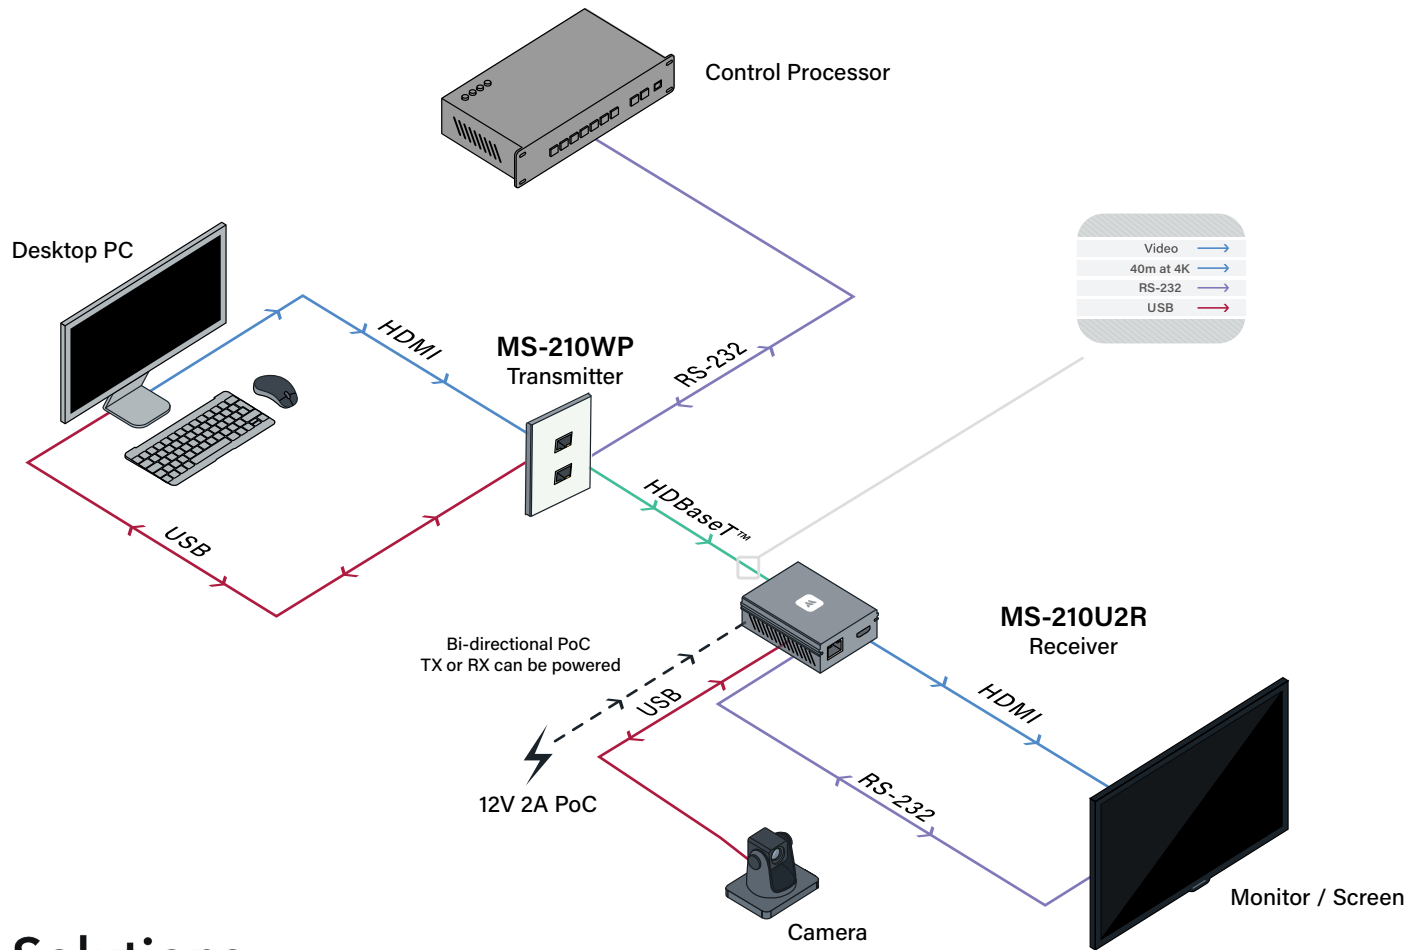 Control Processor
Desktop PC
Video
40m at 4K
RS-232
USB
HDMI
MS-210WP
Transmitter
RS-232
HDBaseT™
USB
MS-210U2R
Receiver
Bi-directional PoC
TX or RX can be powered
USB
HDMI
12V 2A PoC
RS-232
Monitor / Screen
Camera